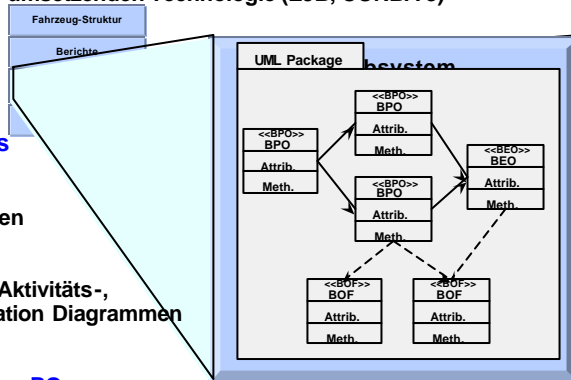 Fahrzeug-Struktur
Berichte
UML Package
bsystem
<<BPO>>
BPO
Attrib.
Meth.
<<BPO>>
BPO
Attrib.
Meth.
<<BPO>>
BPO
Attrib.
Meth.
<<BEO>>
BEO
Attrib.
Meth.
<<BOF>>
BOF
Attrib.
Meth.
<<BOF>>
BOF
Attrib.
Meth.
s
en
Aktivitäts-,
ation Diagrammen